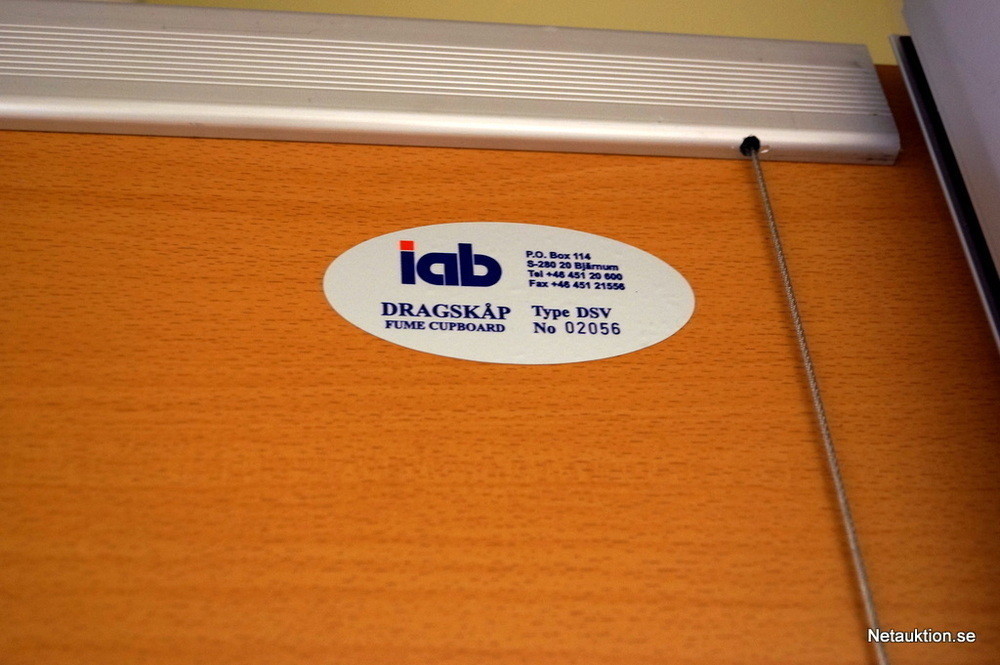 iab
P.O. Box 114
S-280 20 Bjärnum
Tel +46 451 20 600
Fax +46 451 21556
DRAGSKÅP
FUME CUPBOARD
Type DSV
No 02056
Netauktion.se